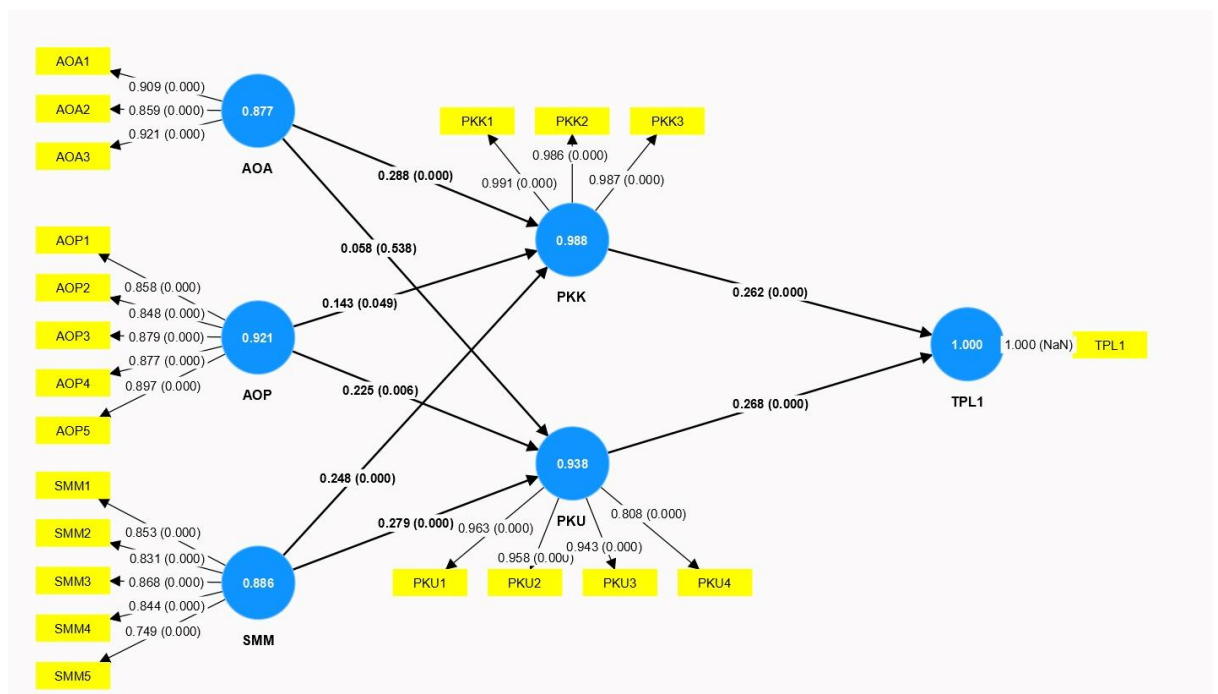 AOA1
AOA2
AOA3
0.909 (0.000)
0.859 (0.000)
0.921 (0.000)
0.877
AOA
AOP1
AOP2
AOP3
AOP4
AOP5
0.858 (0.000)
0.848 (0.000)
0.879 (0.000)
0.877 (0.000)
0.897 (0.000)
0.921
AOP
SMM1
SMM2
SMM3
SMM4
SMM5
0.853 (0.000)
0.831 (0.000)
0.868 (0.000)
0.844 (0.000)
0.749 (0.000)
0.886
SMM
0.288 (0.000)
0.058 (0.538)
0.143 (0.049)
0.225 (0.006)
0.248 (0.000)
0.279 (0.000)
PKK1 PKK2 PKK3
0.986 (0.000)
0.991 (0.000)
0.987 (0.000)
0.988
PKK
0.938
PKU
0.808 (0.000)
0.963 (0.000)
0.943 (0.000)
0.958 (0.000)
PKU1 PKU2 PKU3 PKU4
0.262 (0.000)
0.268 (0.000)
1.000
TPL1
1.000 (NaN)
TPL1